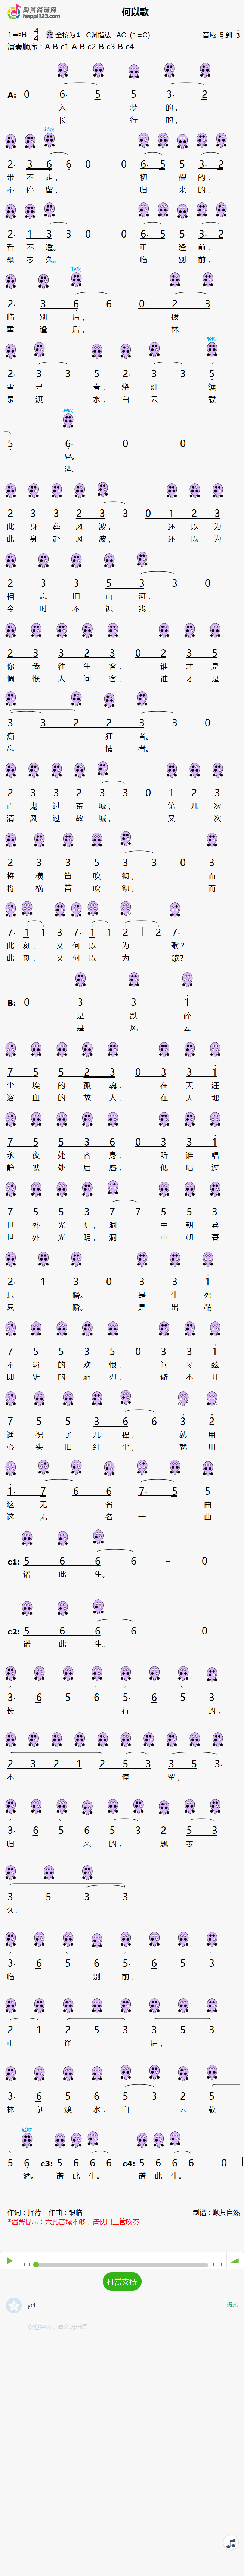 陶笛简谱网
happi123.com
何以歌
1=♭B 4/4 全按为1 C调指法 AC (1=C) 音域 5 到 3
演奏顺序：A B c1 A B c2 B c3 B c4
A: 0 6· 5 5 3· 2
入 梦 的，
长 行 的，
轻吹
2· 3 6 6 0 | 0 6· 5 5 3· 2
带 不 走， 初 醒 的，
不 停 留， 归 来 的，
2· 1 3 3 0 | 0 6· 5 5 3· 2
看 不 透。 重 逢 前，
飘 零 久。 临 别 前，
轻吹
2· 3 6 6 0 2 3
临 别 后， 拨
重 逢 后， 林
轻吹
2· 3 3 5 2· 3 3 5
雪 寻 春，烧 灯 续
泉 渡 水，白 云 载
轻吹
5 6· 0 0
昼。
酒。
2 3 3 2 3 3 0 1 2 3
此 身 葬 风 波， 还 以 为
此 身 赴 风 波， 还 以 为
2 3 3 5 3 3 0
相 忘 旧 山 河，
今 时 不 识 我，
2 3 3 2 3 0 2 3 5
你 我 往 生 客， 谁 才 是
惆 怅 人 间 客， 谁 才 是
3 3 2 2 3 3 0
痴 狂 者。
忘 情 者。
2 3 3 2 3 3 0 1 2 3
百 鬼 过 荒 城， 第 几 次
清 风 过 故 城， 又 一 次
2 3 3 5 3 3 0 3
将 横 笛 吹 彻， 而
将 横 笛 吹 彻， 而
7· 1 1 3 7· 1 1 2 | 2 7·
此 刻， 又 何 以 为 歌？
此 刻， 又 何 以 为 歌？
B: 0 3 3 1
是 跌 碎
是 风 云
7 5 5 2 3 0 3 3 1
尘 埃 的 孤 魂， 在 天 涯
浴 血 的 故 人， 在 天 地
7 5 5 3 6 0 3 3 1
永 夜 处 容 身， 听 谁 唱
静 默 处 启 唇， 低 唱 过
7 5 5 3 7 7 5 5 5
世 外 光 阴，洞 中 朝 暮
世 外 光 阴，洞 中 朝 暮
2· 1 3 0 3 3 1
只 一 瞬。 是 生 死
只 一 瞬。 是 出 鞘
7 5 5 3 5 0 3 3 1
不 羁 的 欢 恨， 问 琴 弦
即 斩 的 霜 刃， 避 不 开
7 5 5 3 6 6 3 2
遥 祝 了 几 程， 就 用
心 头 旧 红 尘， 就 用
1· 7 6 6 7· 5 5
这 无 名 一 曲
这 无 名 一 曲
c1: 5 6 6 6 – 0
诺 此 生。
c2: 5 6 6 6 – 0
诺 此 生。
3· 6 5 6 5· 6 5 3
长 行 的，
2 3 2 1 2 5 3 3 5 3·
不 停 留，
3· 6 5 6 5 3 2 5 3
归 来 的， 飘 零
3 5 3 3 – –
久。
3· 6 5 6 5· 6 5 3
临 别 前，
2 1 2 5 3 3 5 3·
重 逢 后，
3· 6 5 6 5 3 2 5
林 泉 渡 水，白 云 载
轻吹
5 6· c3: 5 6 6 6 c4: 5 6 6 6 – 0
酒。 诺 此 生。 诺 此 生。
作词：择荇 作曲：银临 制谱：顺其自然
*温馨提示：六孔音域不够，请使用三管吹奏
0:00 0:00
打赏支持
yci 提交